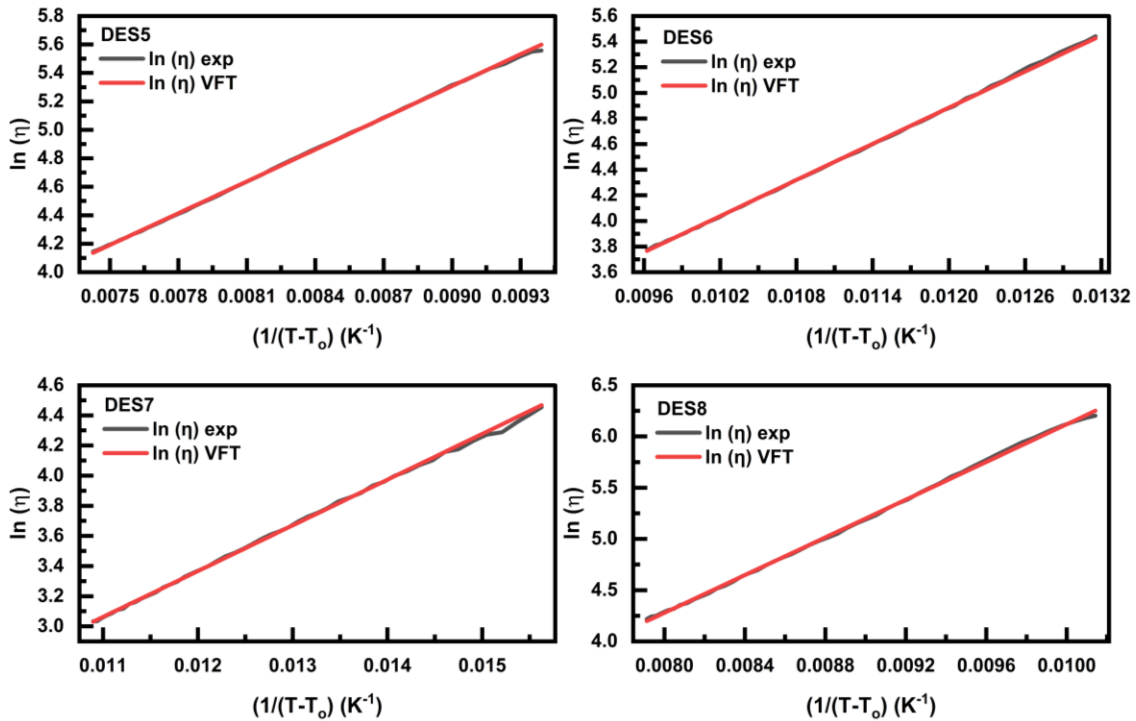 DES5
ln (η) exp
ln (η) VFT
ln (η)
5.8
5.6
5.2
4.8
4.4
4.2
4.0
0.0075 0.0078 0.0081 0.0084 0.0087 0.0090 0.0093
(1/(T-Tₒ) (K⁻¹)
DES6
ln (η) exp
ln (η) VFT
ln (η)
5.6
5.4
5.2
5.0
4.8
4.6
4.4
4.2
4.0
3.8
3.6
0.0096 0.0102 0.0108 0.0114 0.0120 0.0126 0.0132
(1/(T-Tₒ) (K⁻¹)
DES7
ln (η) exp
ln (η) VFT
ln (η)
4.6
4.4
4.2
4.0
3.8
3.6
3.4
3.2
3.0
0.011 0.012 0.013 0.014 0.015
(1/(T-Tₒ) (K⁻¹)
DES8
ln (η) exp
ln (η) VFT
ln (η)
6.5
6.0
5.5
5.0
4.5
4.0
0.0080 0.0084 0.0088 0.0092 0.0096 0.0100
(1/(T-Tₒ) (K⁻¹)